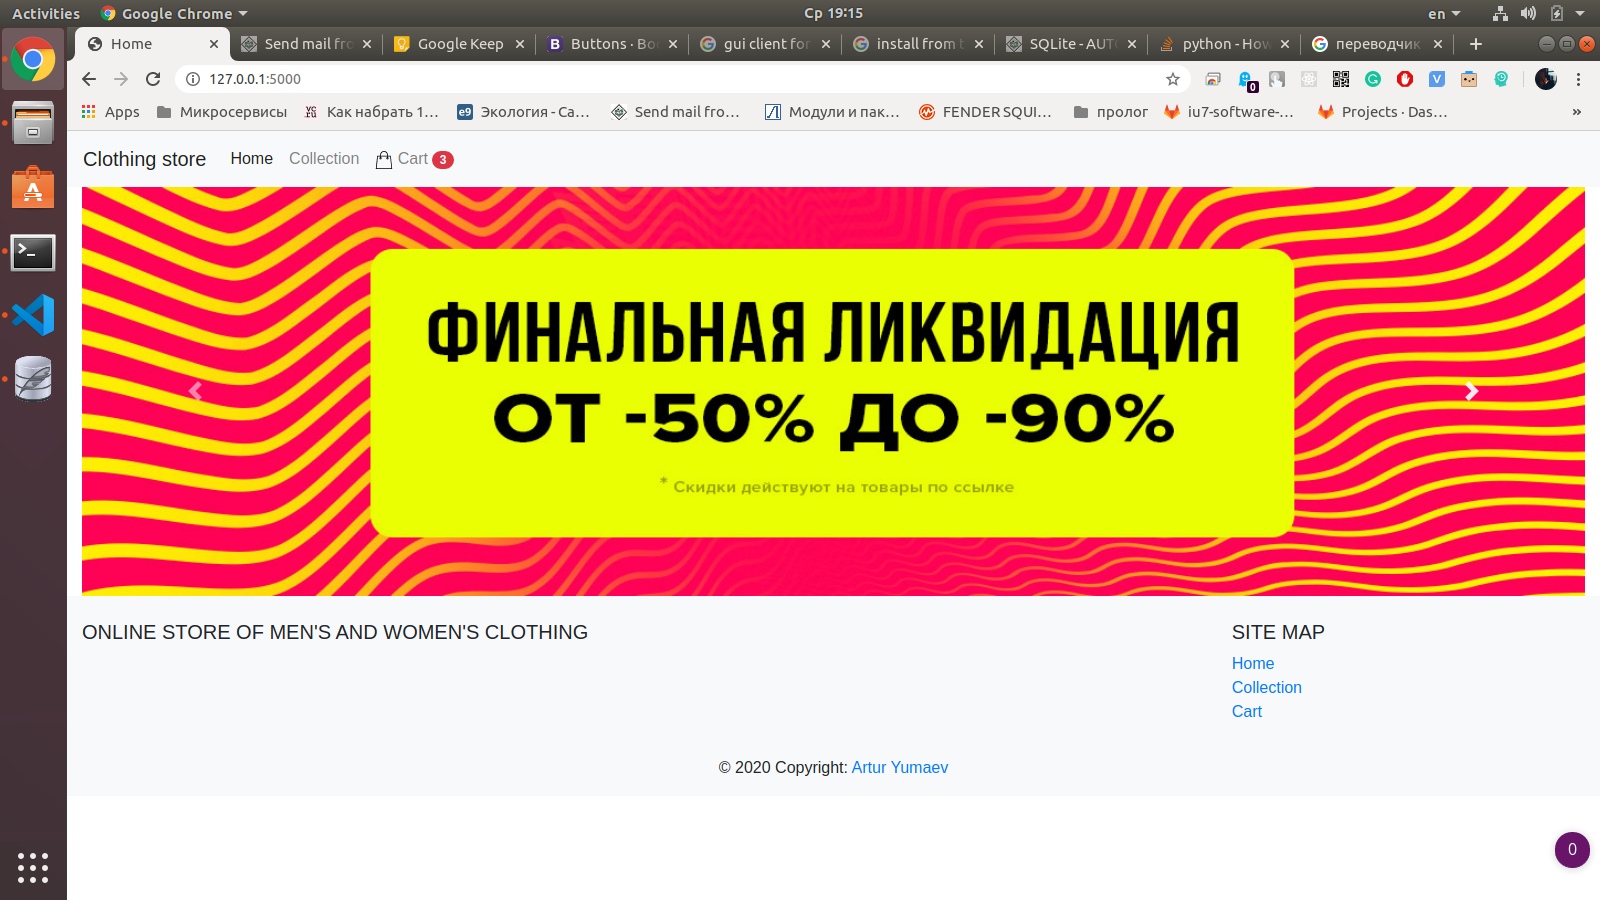 Activities
Google Chrome
Ср 19:15
en
Home
Send mail fro
Google Keep
Buttons · Bo
gui client for
install from t
SQLite - AUT
python - How
переводчик
127.0.0.1:5000
0
Apps
Микросервисы
Как набрать 1...
Экология - Са...
Send mail fro...
Модули и пак...
FENDER SQUI...
пролог
iu7-software-...
Projects · Das...
»
Clothing store
Home
Collection
Cart 3
ФИНАЛЬНАЯ ЛИКВИДАЦИЯ
ОТ -50% ДО -90%
* Скидки действуют на товары по ссылке
ONLINE STORE OF MEN'S AND WOMEN'S CLOTHING
SITE MAP
Home
Collection
Cart
© 2020 Copyright: Artur Yumaev
0